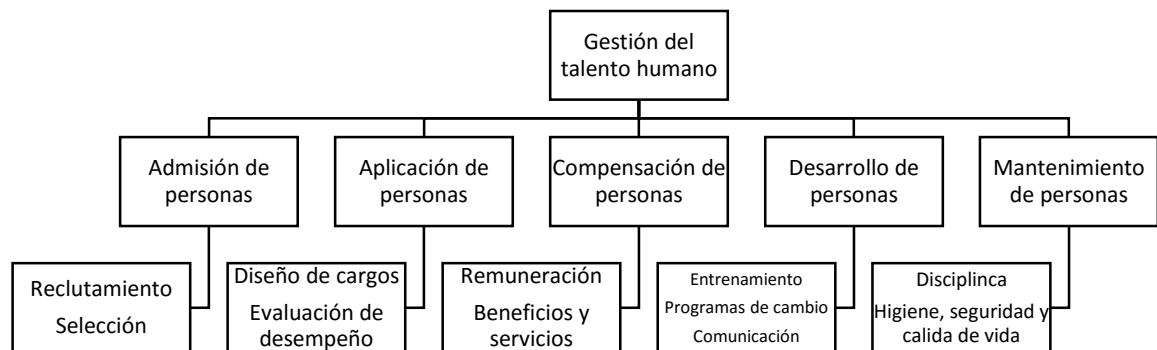 Gestión del
talento humano
Admisión de
personas
Aplicación de
personas
Compensación de
personas
Desarrollo de
personas
Mantenimiento
de personas
Reclutamiento
Selección
Diseño de cargos
Evaluación de
desempeño
Remuneración
Beneficios y
servicios
Entrenamiento
Programas de cambio
Comunicación
Disciplinca
Higiene, seguridad y
calida de vida